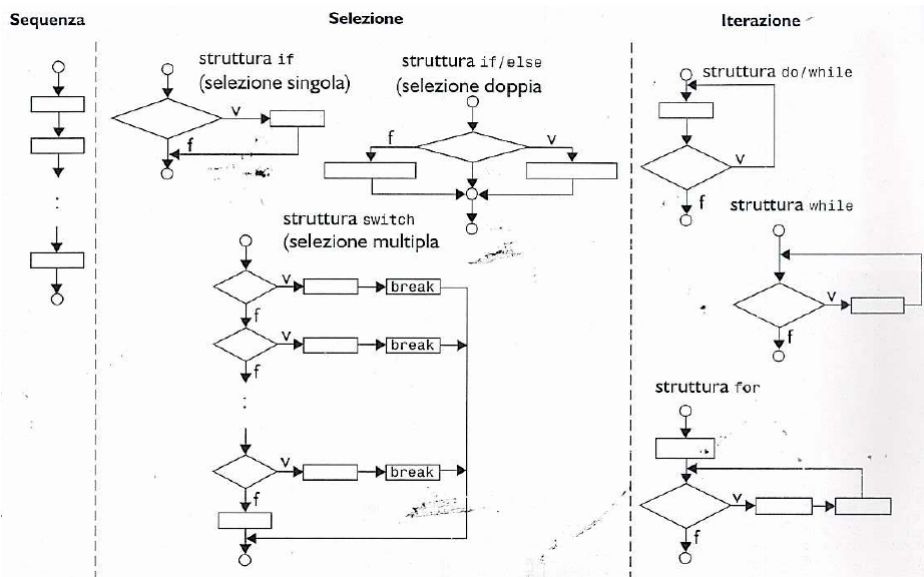 Sequenza
:
Selezione
struttura if
(selezione singola)
v
f
struttura if/else
(selezione doppia
f
v
struttura switch
(selezione multipla
v
break
f
v
break
f
:
v
break
f
Iterazione
struttura do/while
v
f
struttura while
v
f
struttura for
v
f